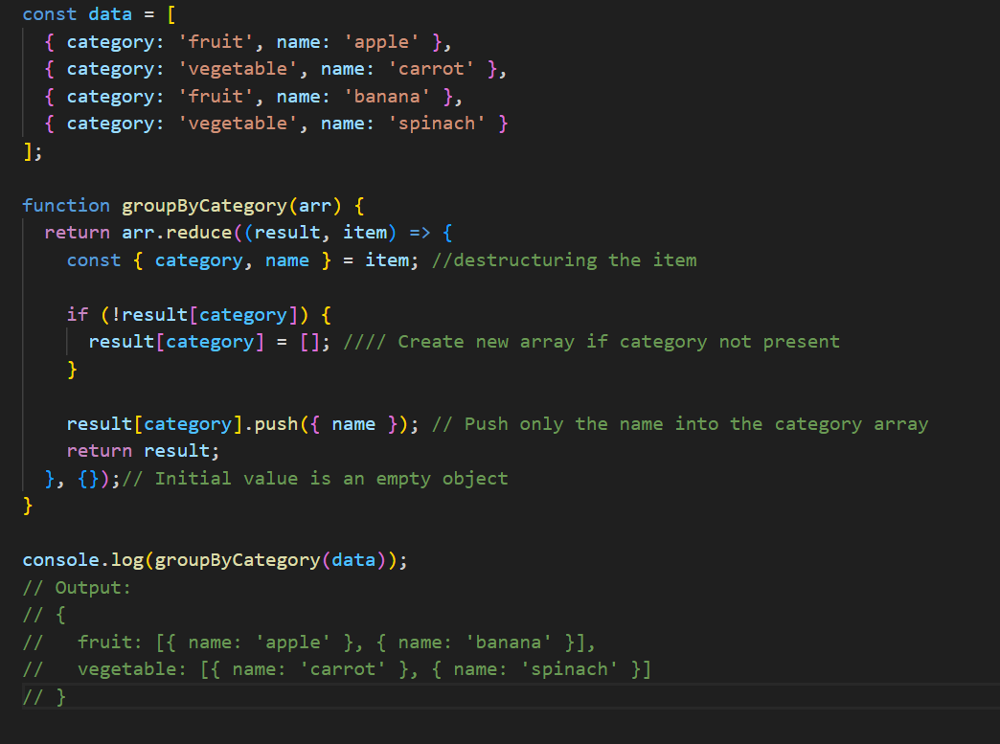 const data = [
  { category: 'fruit', name: 'apple' },
  { category: 'vegetable', name: 'carrot' },
  { category: 'fruit', name: 'banana' },
  { category: 'vegetable', name: 'spinach' }
];

function groupByCategory(arr) {
  return arr.reduce((result, item) => {
    const { category, name } = item; //destructuring the item

    if (!result[category]) {
      result[category] = []; //// Create new array if category not present
    }

    result[category].push({ name }); // Push only the name into the category array
    return result;
  }, {});// Initial value is an empty object
}

console.log(groupByCategory(data));
// Output:
// {
//   fruit: [{ name: 'apple' }, { name: 'banana' }],
//   vegetable: [{ name: 'carrot' }, { name: 'spinach' }]
// }